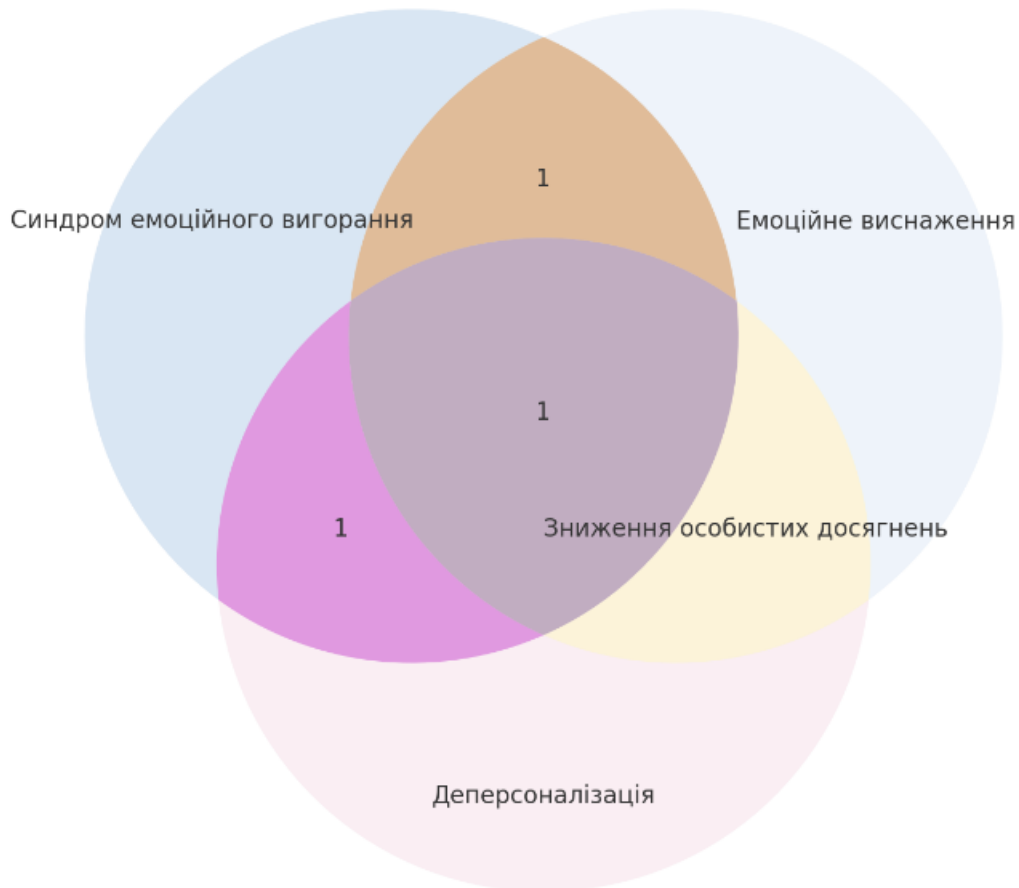 1
Синдром емоційного вигорання
Емоційне виснаження
1
1
Зниження особистих досягнень
Деперсоналізація